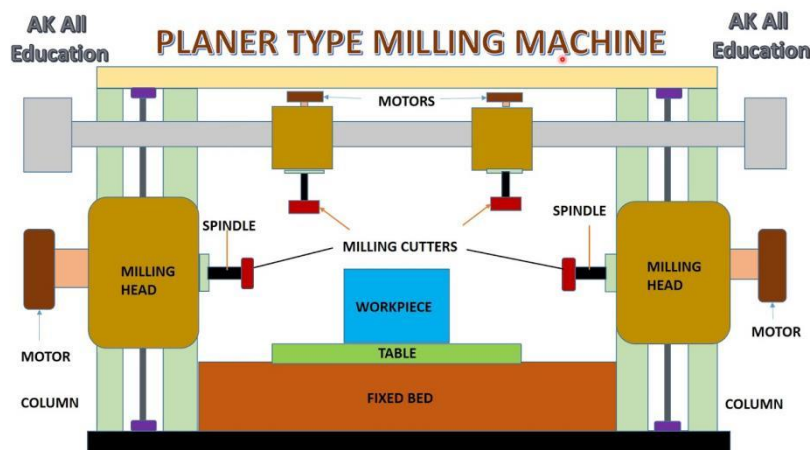 AK All
Education
PLANER TYPE MILLING MACHINE
AK All
Education
MOTORS
SPINDLE
MILLING CUTTERS
SPINDLE
MILLING
HEAD
WORKPIECE
MILLING
HEAD
MOTOR
TABLE
MOTOR
COLUMN
FIXED BED
COLUMN